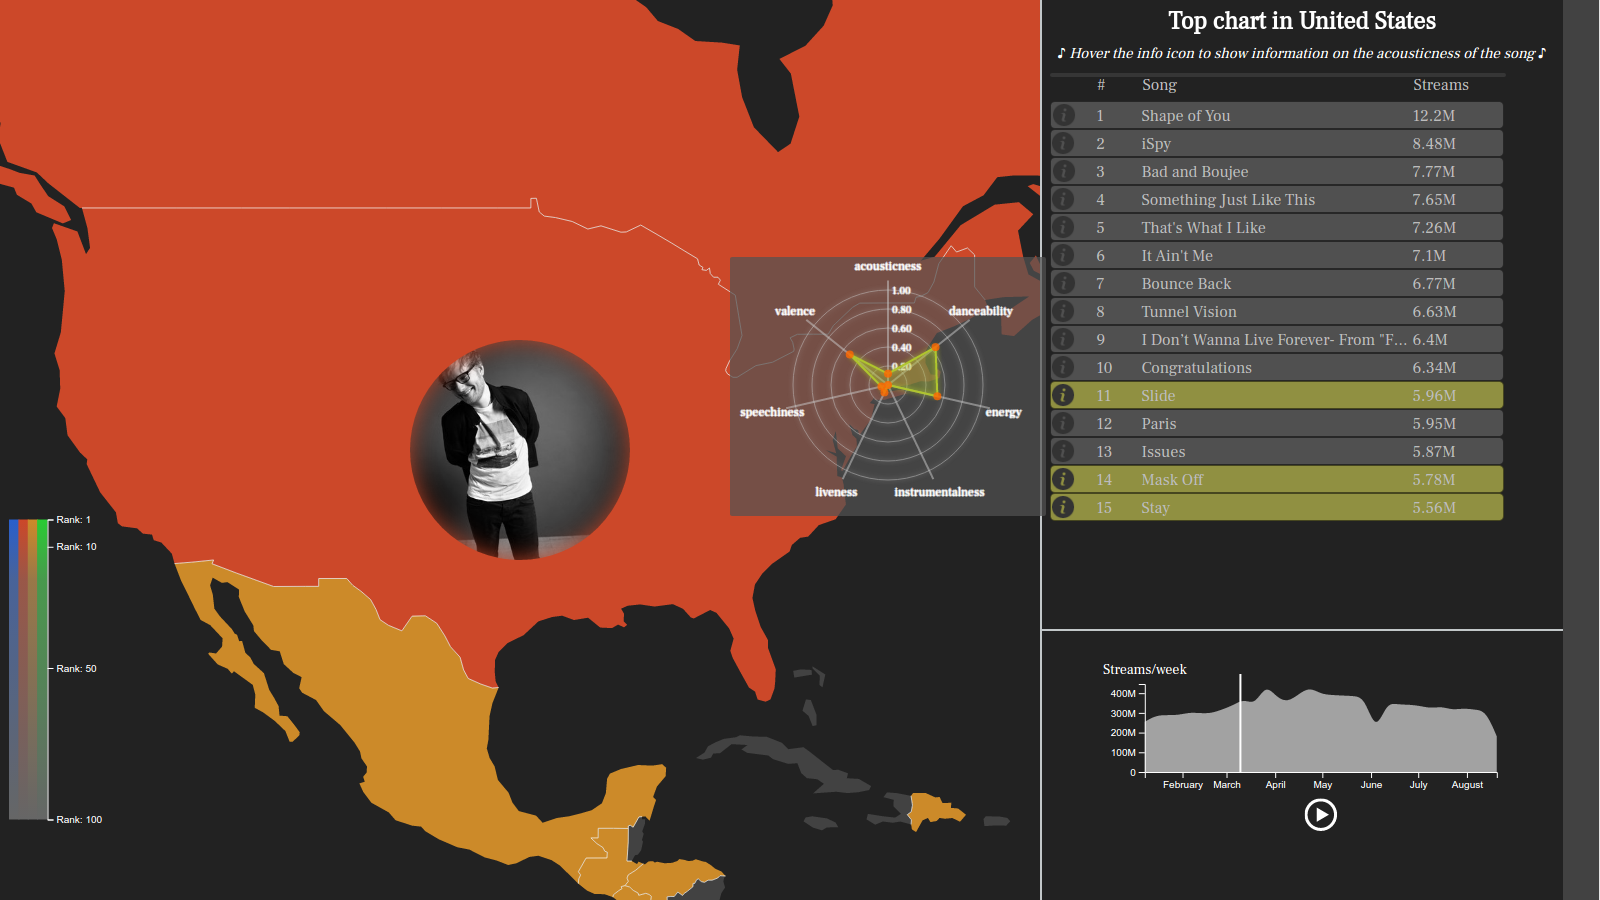 Top chart in United States
♪ Hover the info icon to show information on the acousticness of the song ♪
# Song Streams
1 Shape of You 12.2M
2 iSpy 8.48M
3 Bad and Boujee 7.77M
4 Something Just Like This 7.65M
5 That's What I Like 7.26M
6 It Ain't Me 7.1M
7 Bounce Back 6.77M
8 Tunnel Vision 6.63M
9 I Don't Wanna Live Forever- From "F... 6.4M
10 Congratulations 6.34M
11 Slide 5.96M
12 Paris 5.95M
13 Issues 5.87M
14 Mask Off 5.78M
15 Stay 5.56M
acousticness
1.00
valence
0.80
danceability
0.60
0.40
0.20
speechiness
energy
liveness
instrumentalness
Rank: 1
Rank: 10
Rank: 50
Rank: 100
Streams/week
400M
300M
200M
100M
0
February March April May June July August